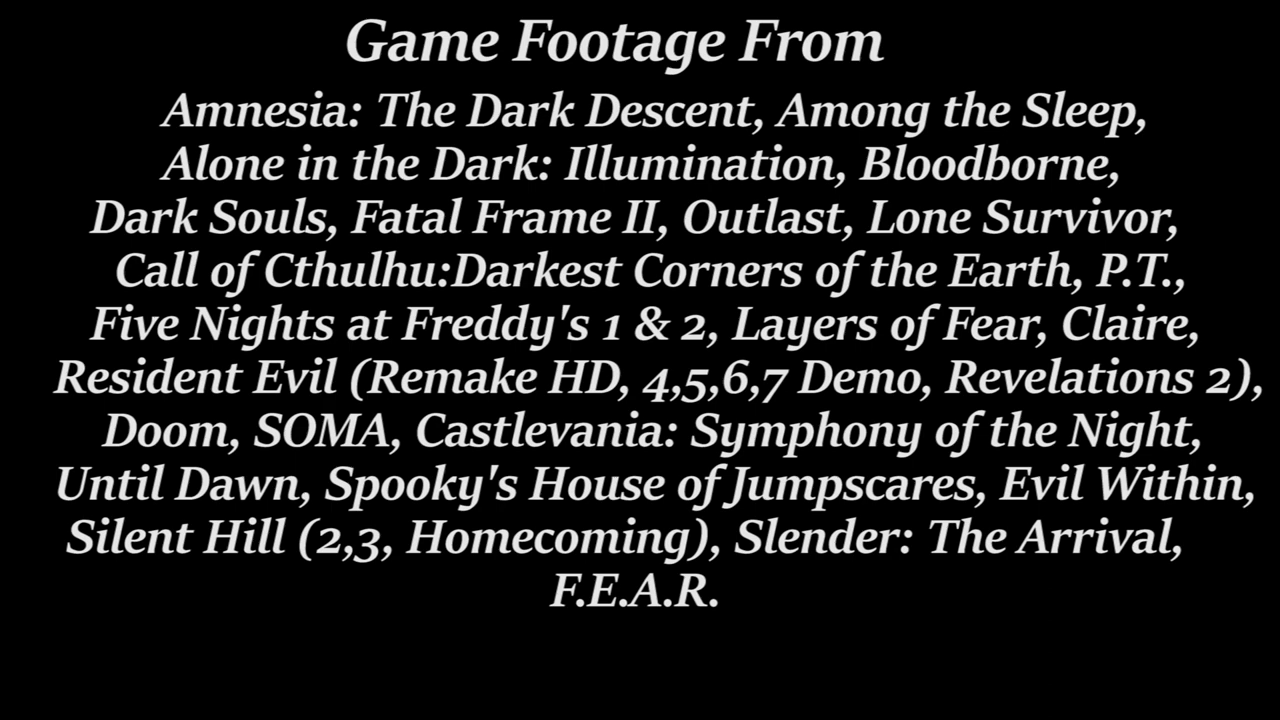 Game Footage From
Amnesia: The Dark Descent, Among the Sleep,
Alone in the Dark: Illumination, Bloodborne,
Dark Souls, Fatal Frame II, Outlast, Lone Survivor,
Call of Cthulhu:Darkest Corners of the Earth, P.T.,
Five Nights at Freddy's 1 & 2, Layers of Fear, Claire,
Resident Evil (Remake HD, 4,5,6,7 Demo, Revelations 2),
Doom, SOMA, Castlevania: Symphony of the Night,
Until Dawn, Spooky's House of Jumpscares, Evil Within,
Silent Hill (2,3, Homecoming), Slender: The Arrival,
F.E.A.R.